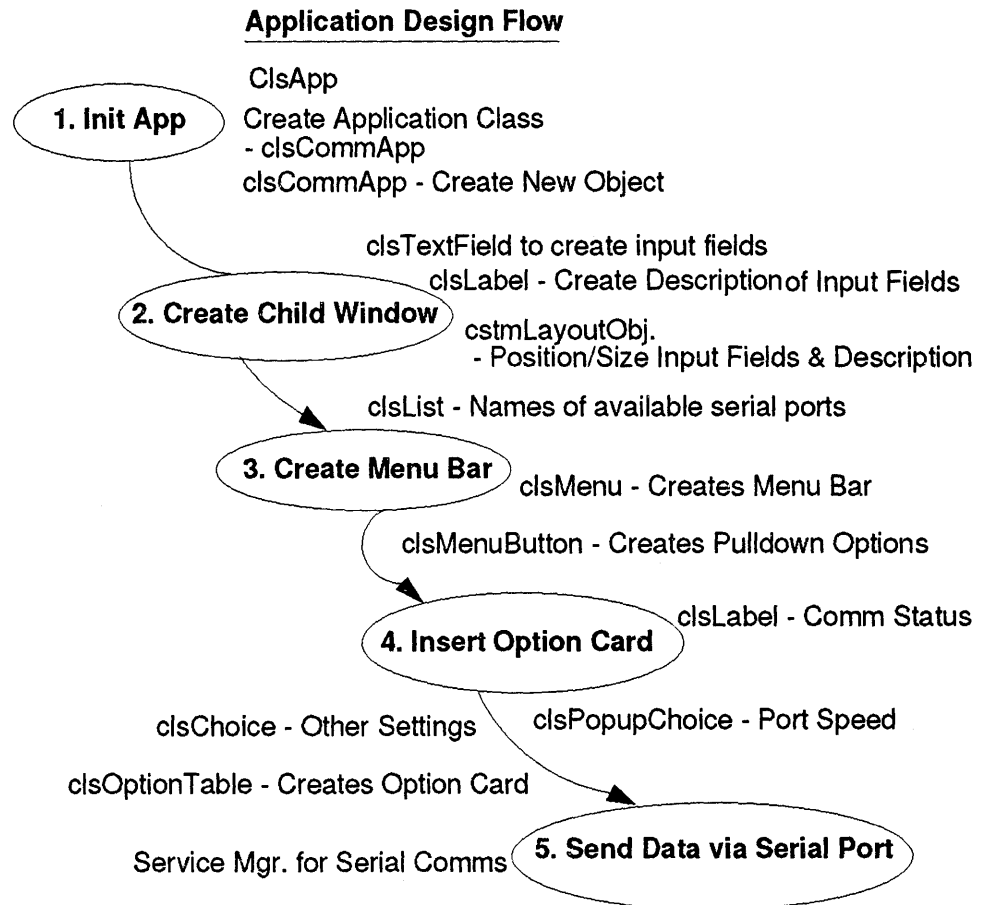 Application Design Flow
ClsApp
1. Init App
Create Application Class
- clsCommApp
clsCommApp - Create New Object
clsTextField to create input fields
clsLabel - Create Description of Input Fields
2. Create Child Window
cstmLayoutObj.
- Position/Size Input Fields & Description
clsList - Names of available serial ports
3. Create Menu Bar
clsMenu - Creates Menu Bar
clsMenuButton - Creates Pulldown Options
clsLabel - Comm Status
4. Insert Option Card
clsChoice - Other Settings
clsPopupChoice - Port Speed
clsOptionTable - Creates Option Card
5. Send Data via Serial Port
Service Mgr. for Serial Comms